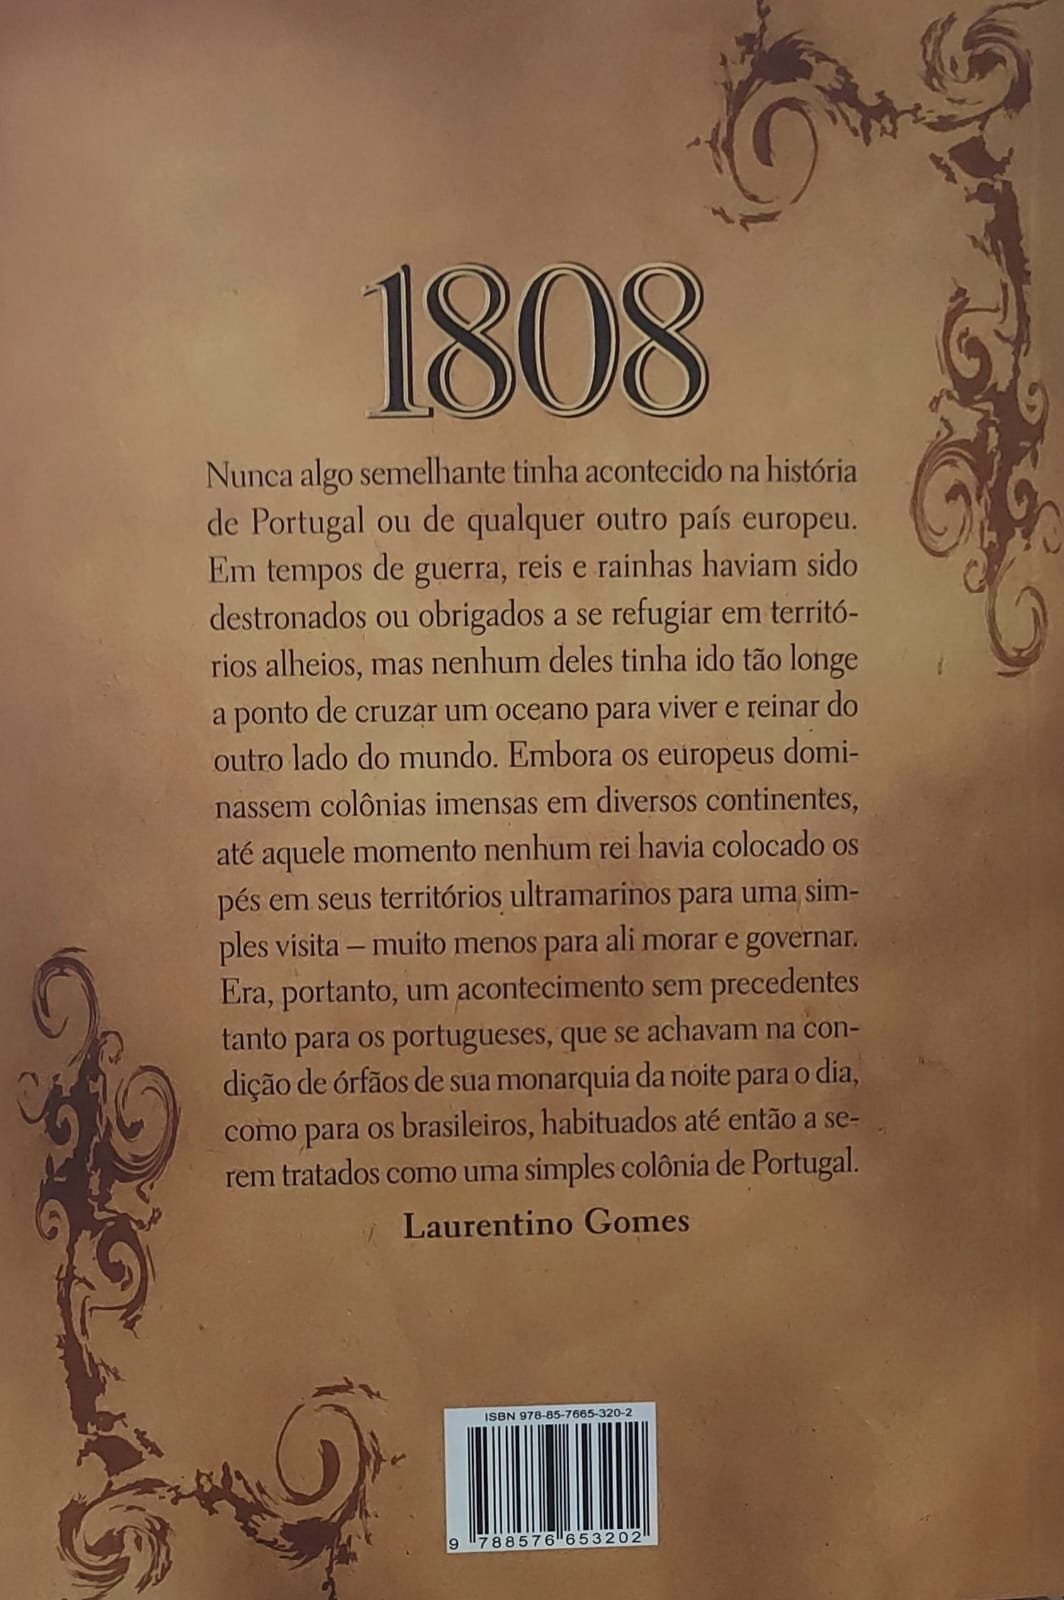 1808
Nunca algo semelhante tinha acontecido na história
de Portugal ou de qualquer outro país europeu.
Em tempos de guerra, reis e rainhas haviam sido
destronados ou obrigados a se refugiar em territó-
rios alheios, mas nenhum deles tinha ido tão longe
a ponto de cruzar um oceano para viver e reinar do
outro lado do mundo. Embora os europeus domi-
nassem colônias imensas em diversos continentes,
até aquele momento nenhum rei havia colocado os
pés em seus territórios ultramarinos para uma sim-
ples visita – muito menos para ali morar e governar.
Era, portanto, um acontecimento sem precedentes
tanto para os portugueses, que se achavam na con-
dição de órfãos de sua monarquia da noite para o dia,
como para os brasileiros, habituados até então a se-
rem tratados como uma simples colônia de Portugal.
Laurentino Gomes
ISBN 978-85-7665-320-2
9 788576 653202